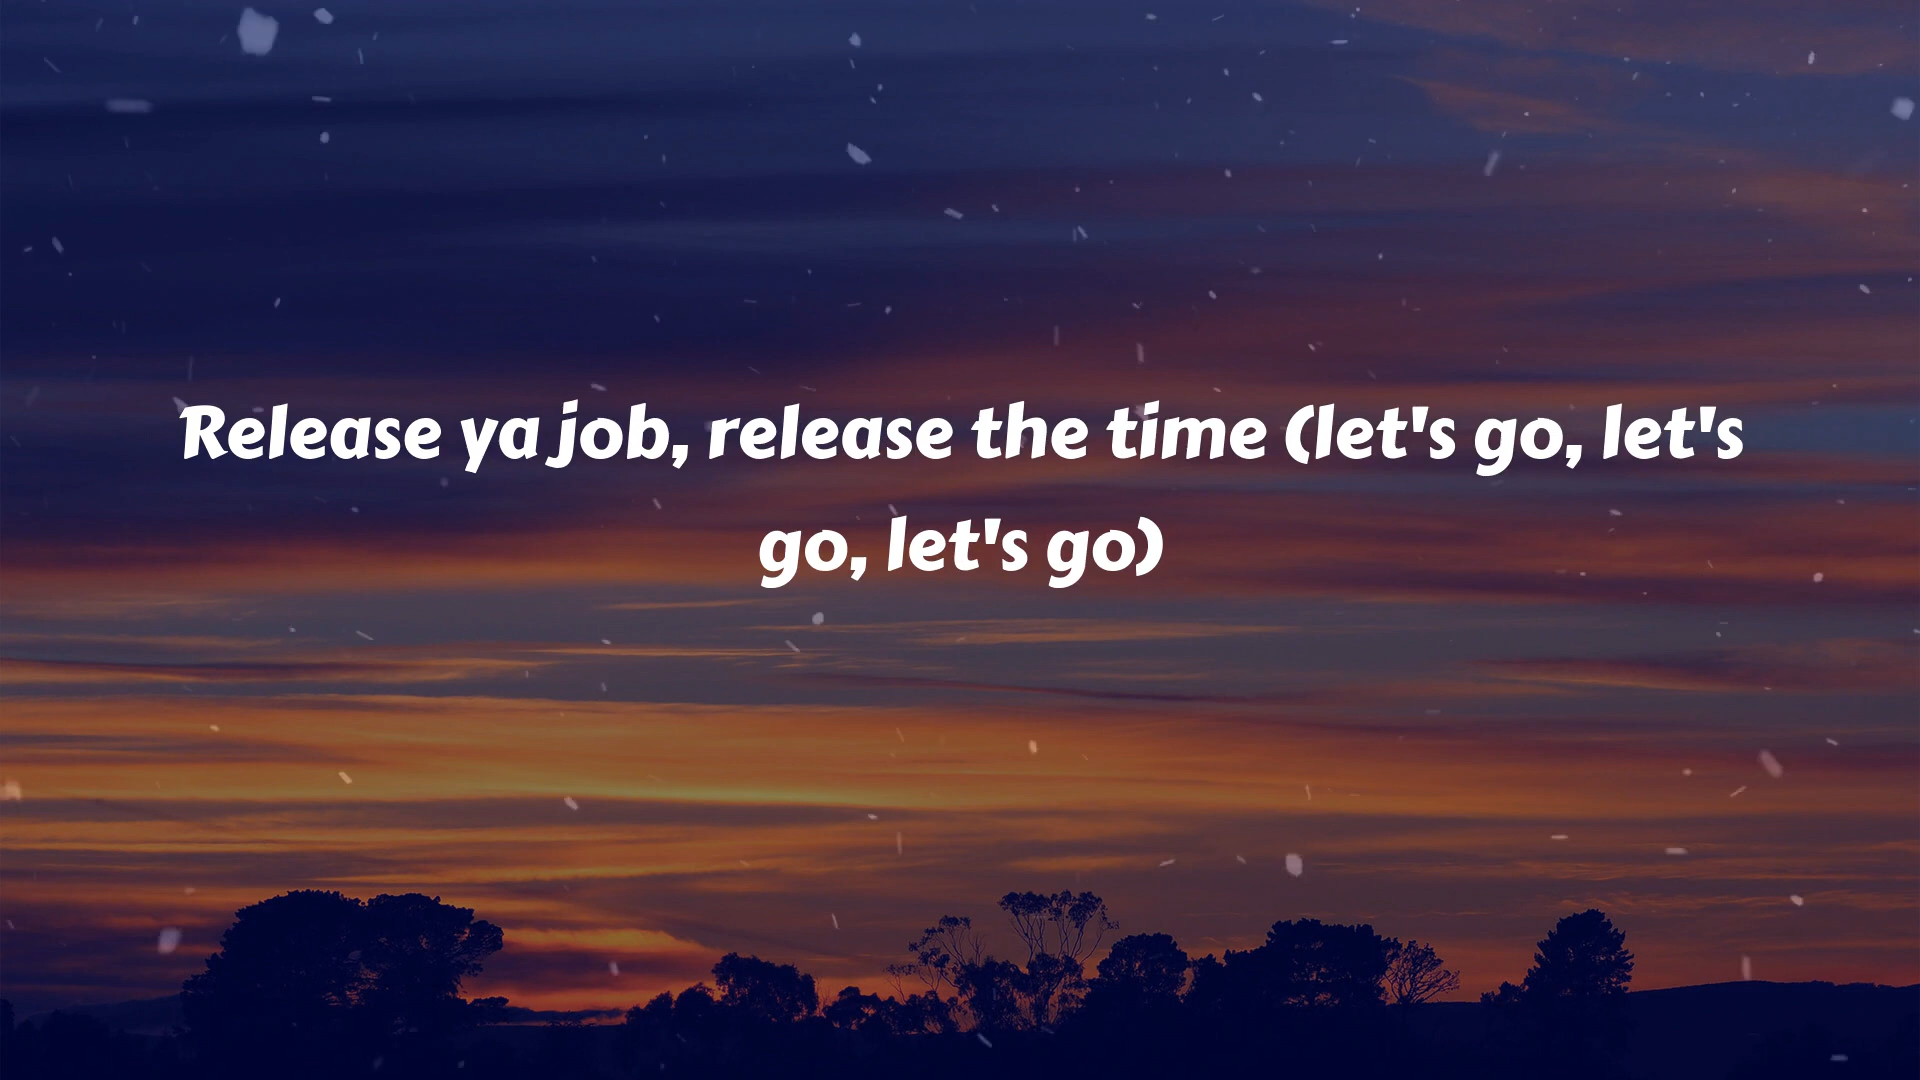 Release ya job, release the time (let's go, let's
go, let's go)